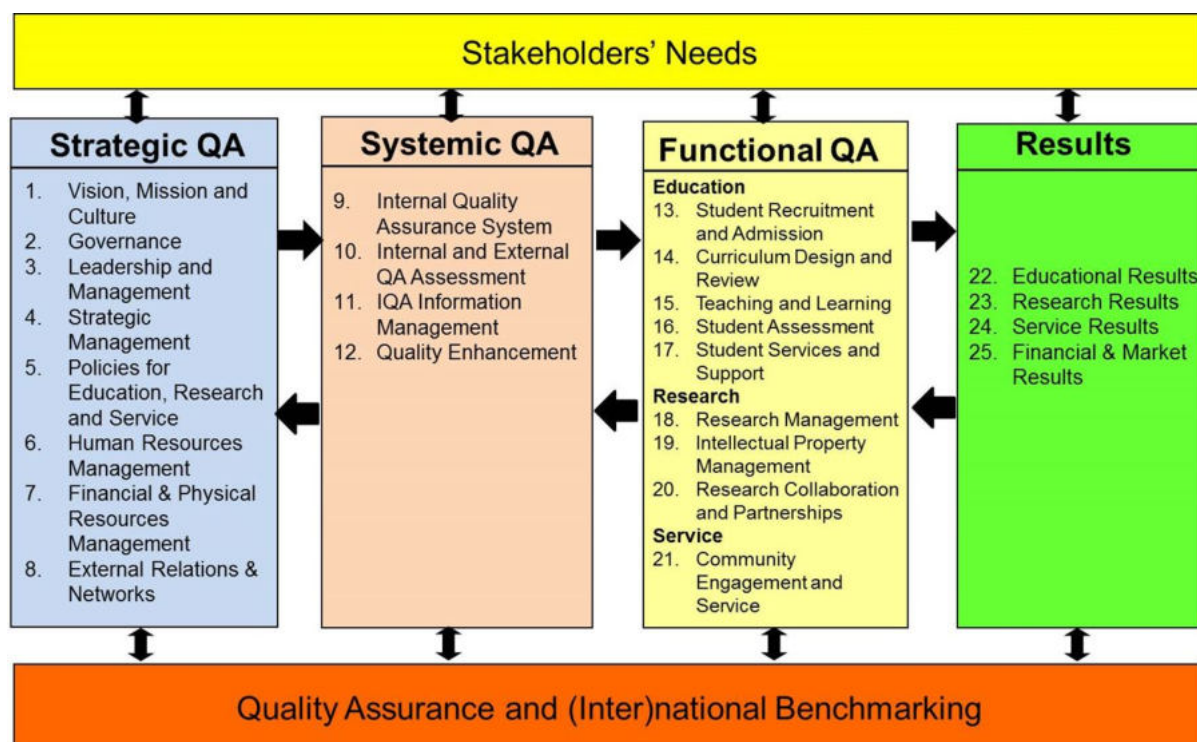 Stakeholders' Needs
Strategic QA
1. Vision, Mission and
Culture
2. Governance
3. Leadership and
Management
4. Strategic
Management
5. Policies for
Education, Research
and Service
6. Human Resources
Management
7. Financial & Physical
Resources
Management
8. External Relations &
Networks
Systemic QA
9. Internal Quality
Assurance System
10. Internal and External
QA Assessment
11. IQA Information
Management
12. Quality Enhancement
Functional QA
Education
13. Student Recruitment
and Admission
14. Curriculum Design and
Review
15. Teaching and Learning
16. Student Assessment
17. Student Services and
Support
Research
18. Research Management
19. Intellectual Property
Management
20. Research Collaboration
and Partnerships
Service
21. Community
Engagement and
Service
Results
22. Educational Results
23. Research Results
24. Service Results
25. Financial & Market
Results
Quality Assurance and (Inter)national Benchmarking